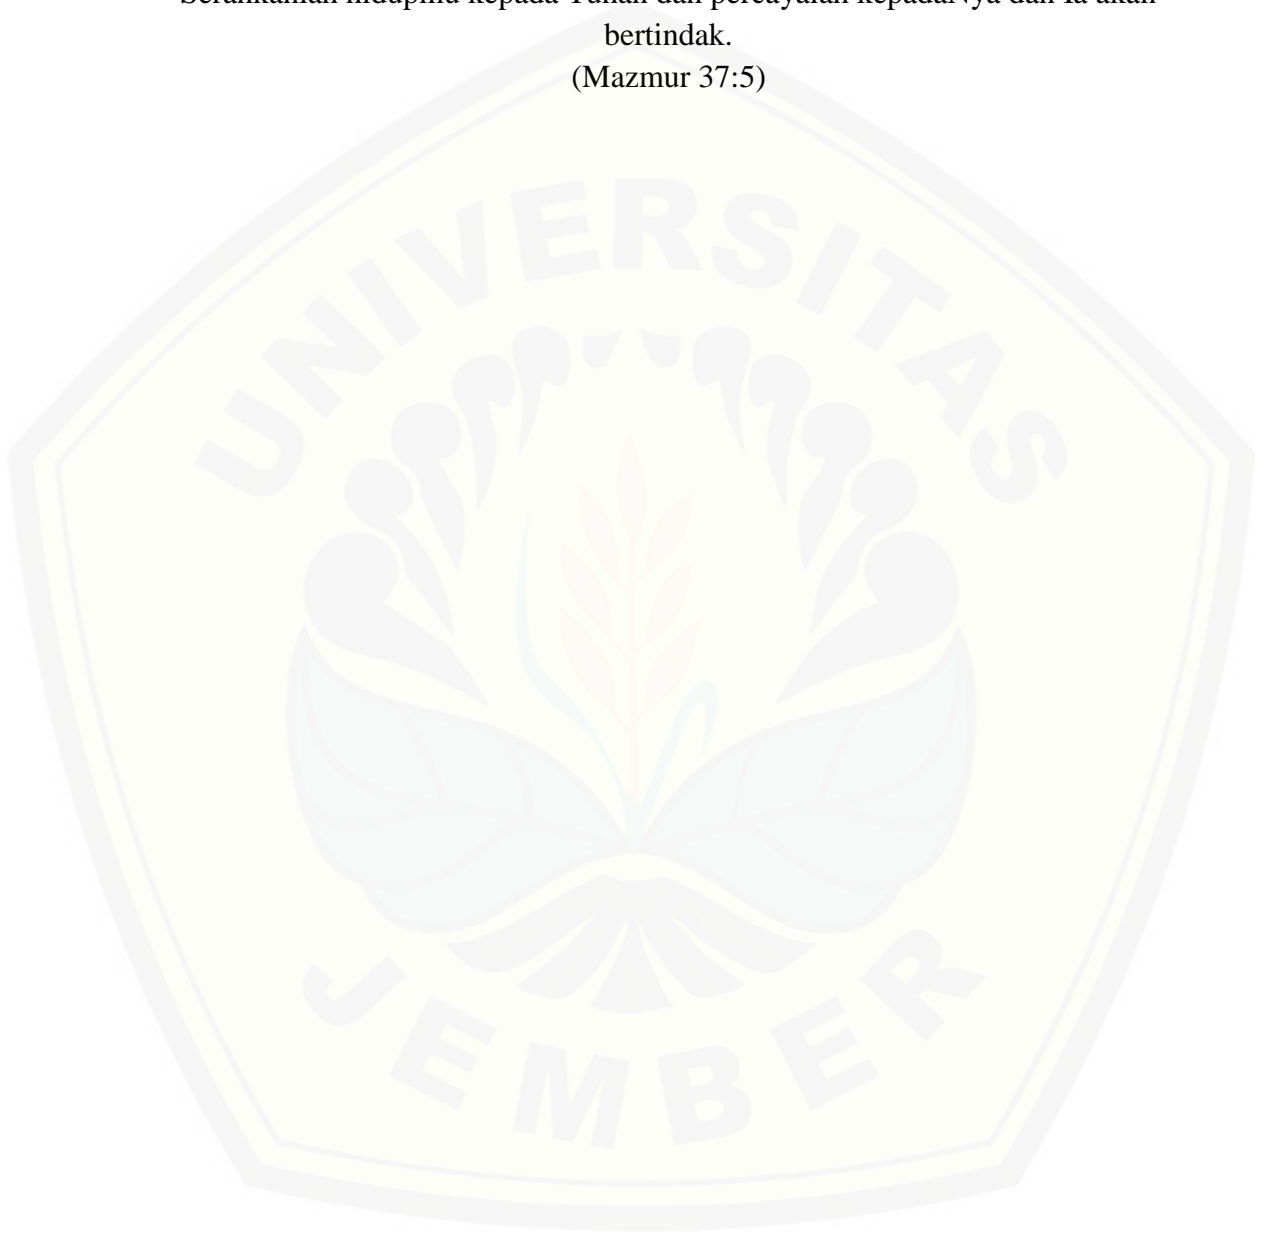 Serahkanlah hidupmu kepada Tuhan dan percayalah kepadaNya dan Ia akan
bertindak.
(Mazmur 37:5)
UNIVERSITAS
JEMBER